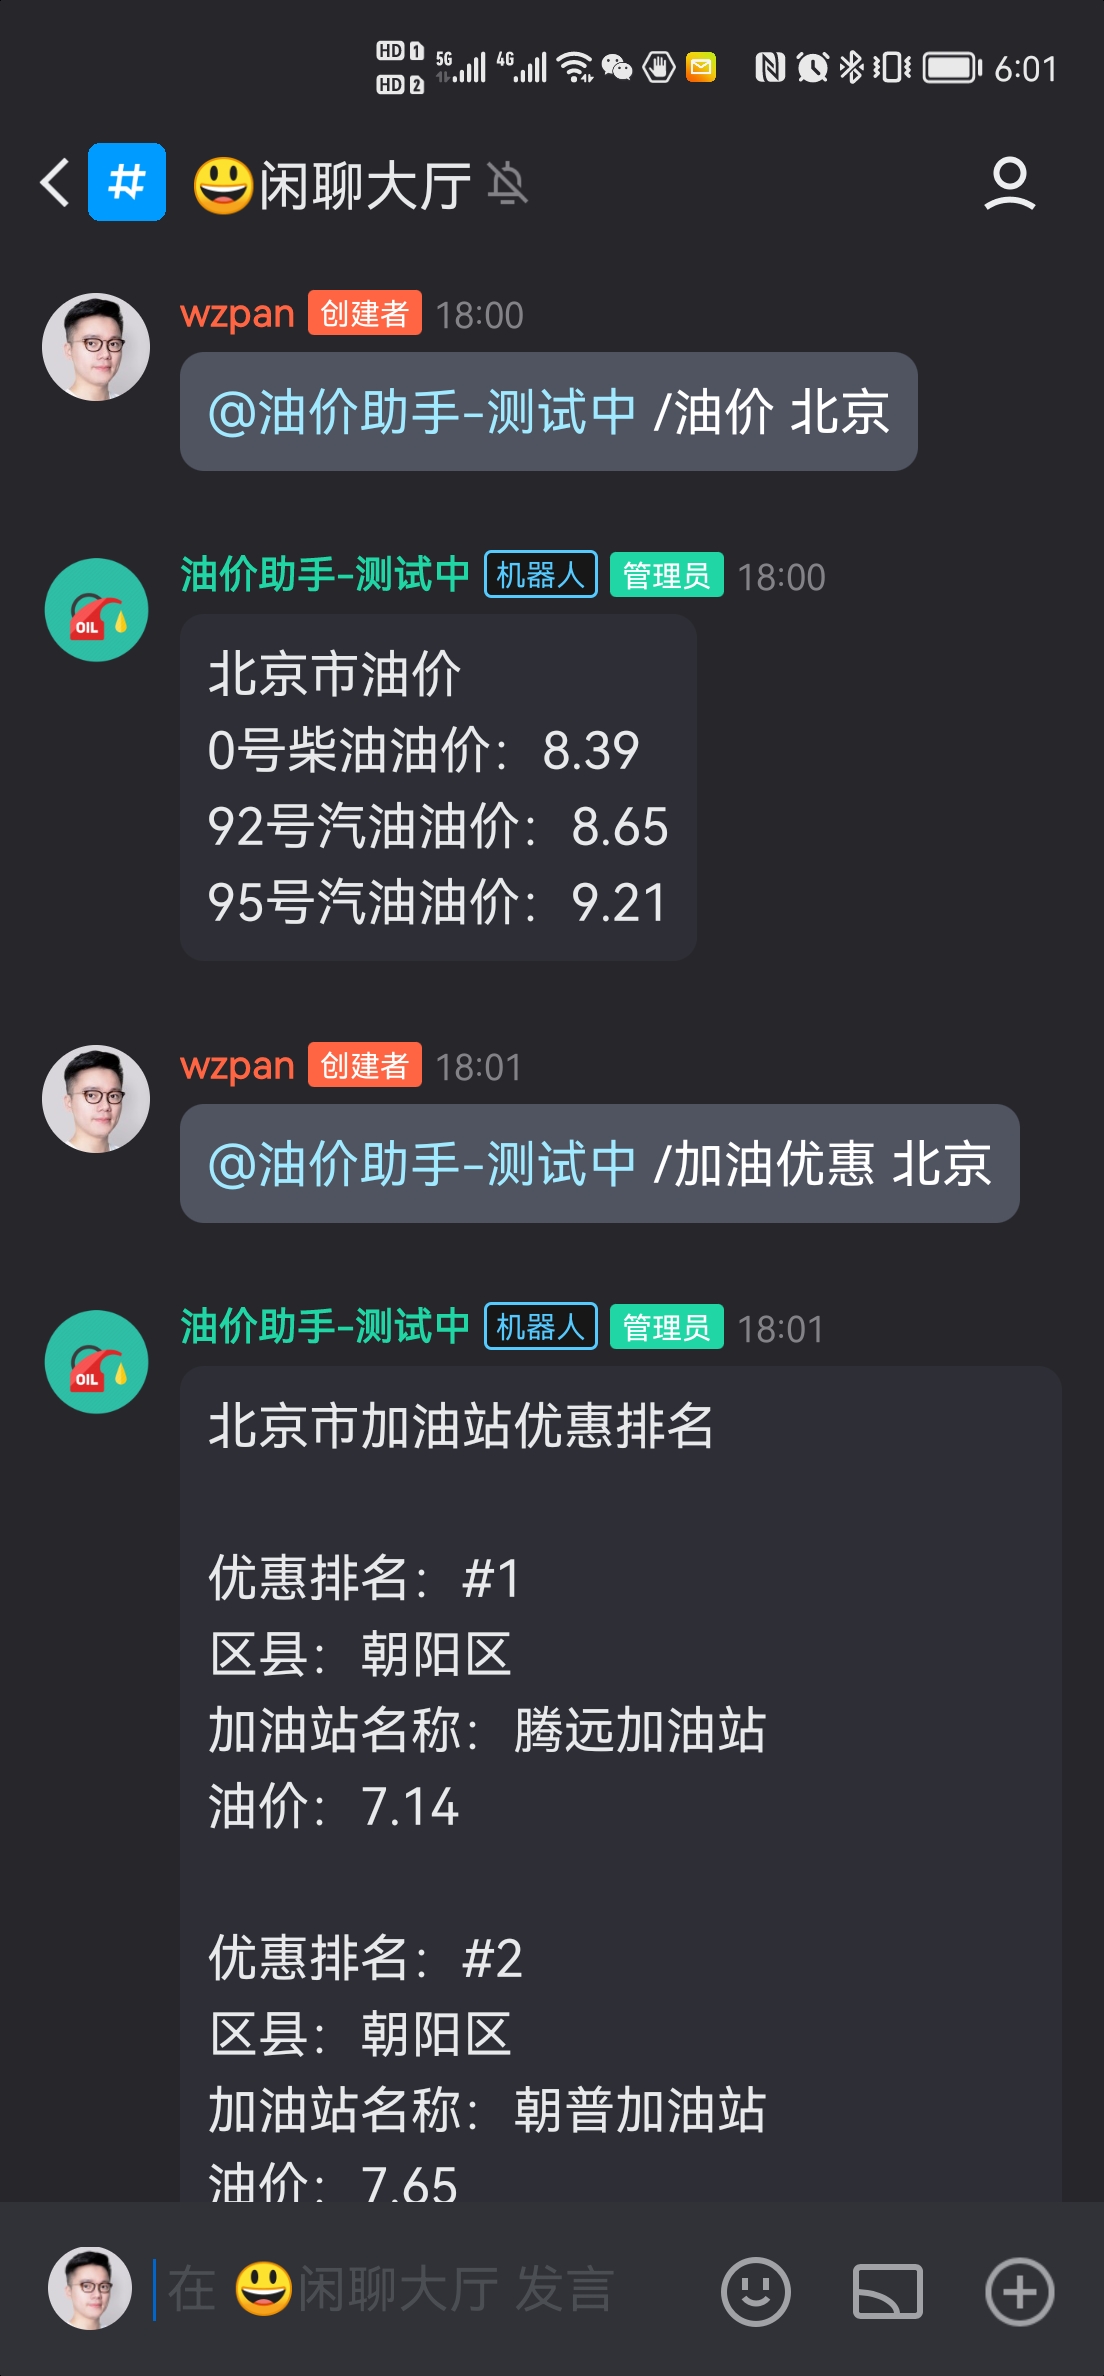 HD 1 5G 4G 6:01
HD 2
# 😃闲聊大厅
wzpan 创建者 18:00
@油价助手-测试中 /油价 北京
油价助手-测试中 机器人 管理员 18:00
OIL
北京市油价
0号柴油油价：8.39
92号汽油油价：8.65
95号汽油油价：9.21
wzpan 创建者 18:01
@油价助手-测试中 /加油优惠 北京
油价助手-测试中 机器人 管理员 18:01
OIL
北京市加油站优惠排名
优惠排名：#1
区县：朝阳区
加油站名称：腾远加油站
油价：7.14
优惠排名：#2
区县：朝阳区
加油站名称：朝普加油站
油价：7.65
在 😃闲聊大厅 发言